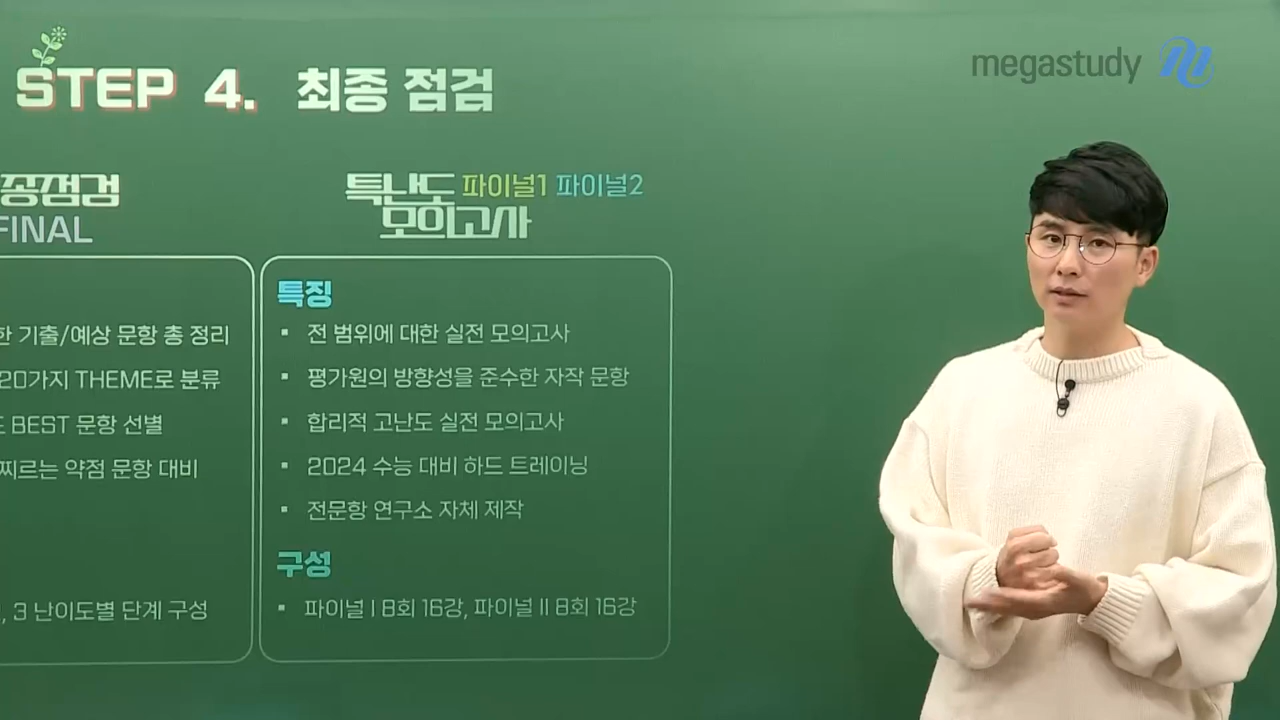 STEP 4. 최종 점검
megastudy
종점검
FINAL
기출/예상 문항 총 정리
20가지 THEME로 분류
BEST 문항 선별
찌르는 약점 문항 대비
, 3 난이도별 단계 구성
특난도 파이널1 파이널2
모의고사
특징
▪ 전 범위에 대한 실전 모의고사
▪ 평가원의 방향성을 준수한 자작 문항
▪ 합리적 고난도 실전 모의고사
▪ 2024 수능 대비 하드 트레이닝
▪ 전문항 연구소 자체 제작
구성
▪ 파이널 I 8회 16강, 파이널 II 8회 16강